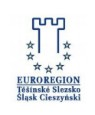 EUROREGION
Těšínské Slezsko
Śląsk Cieszyński